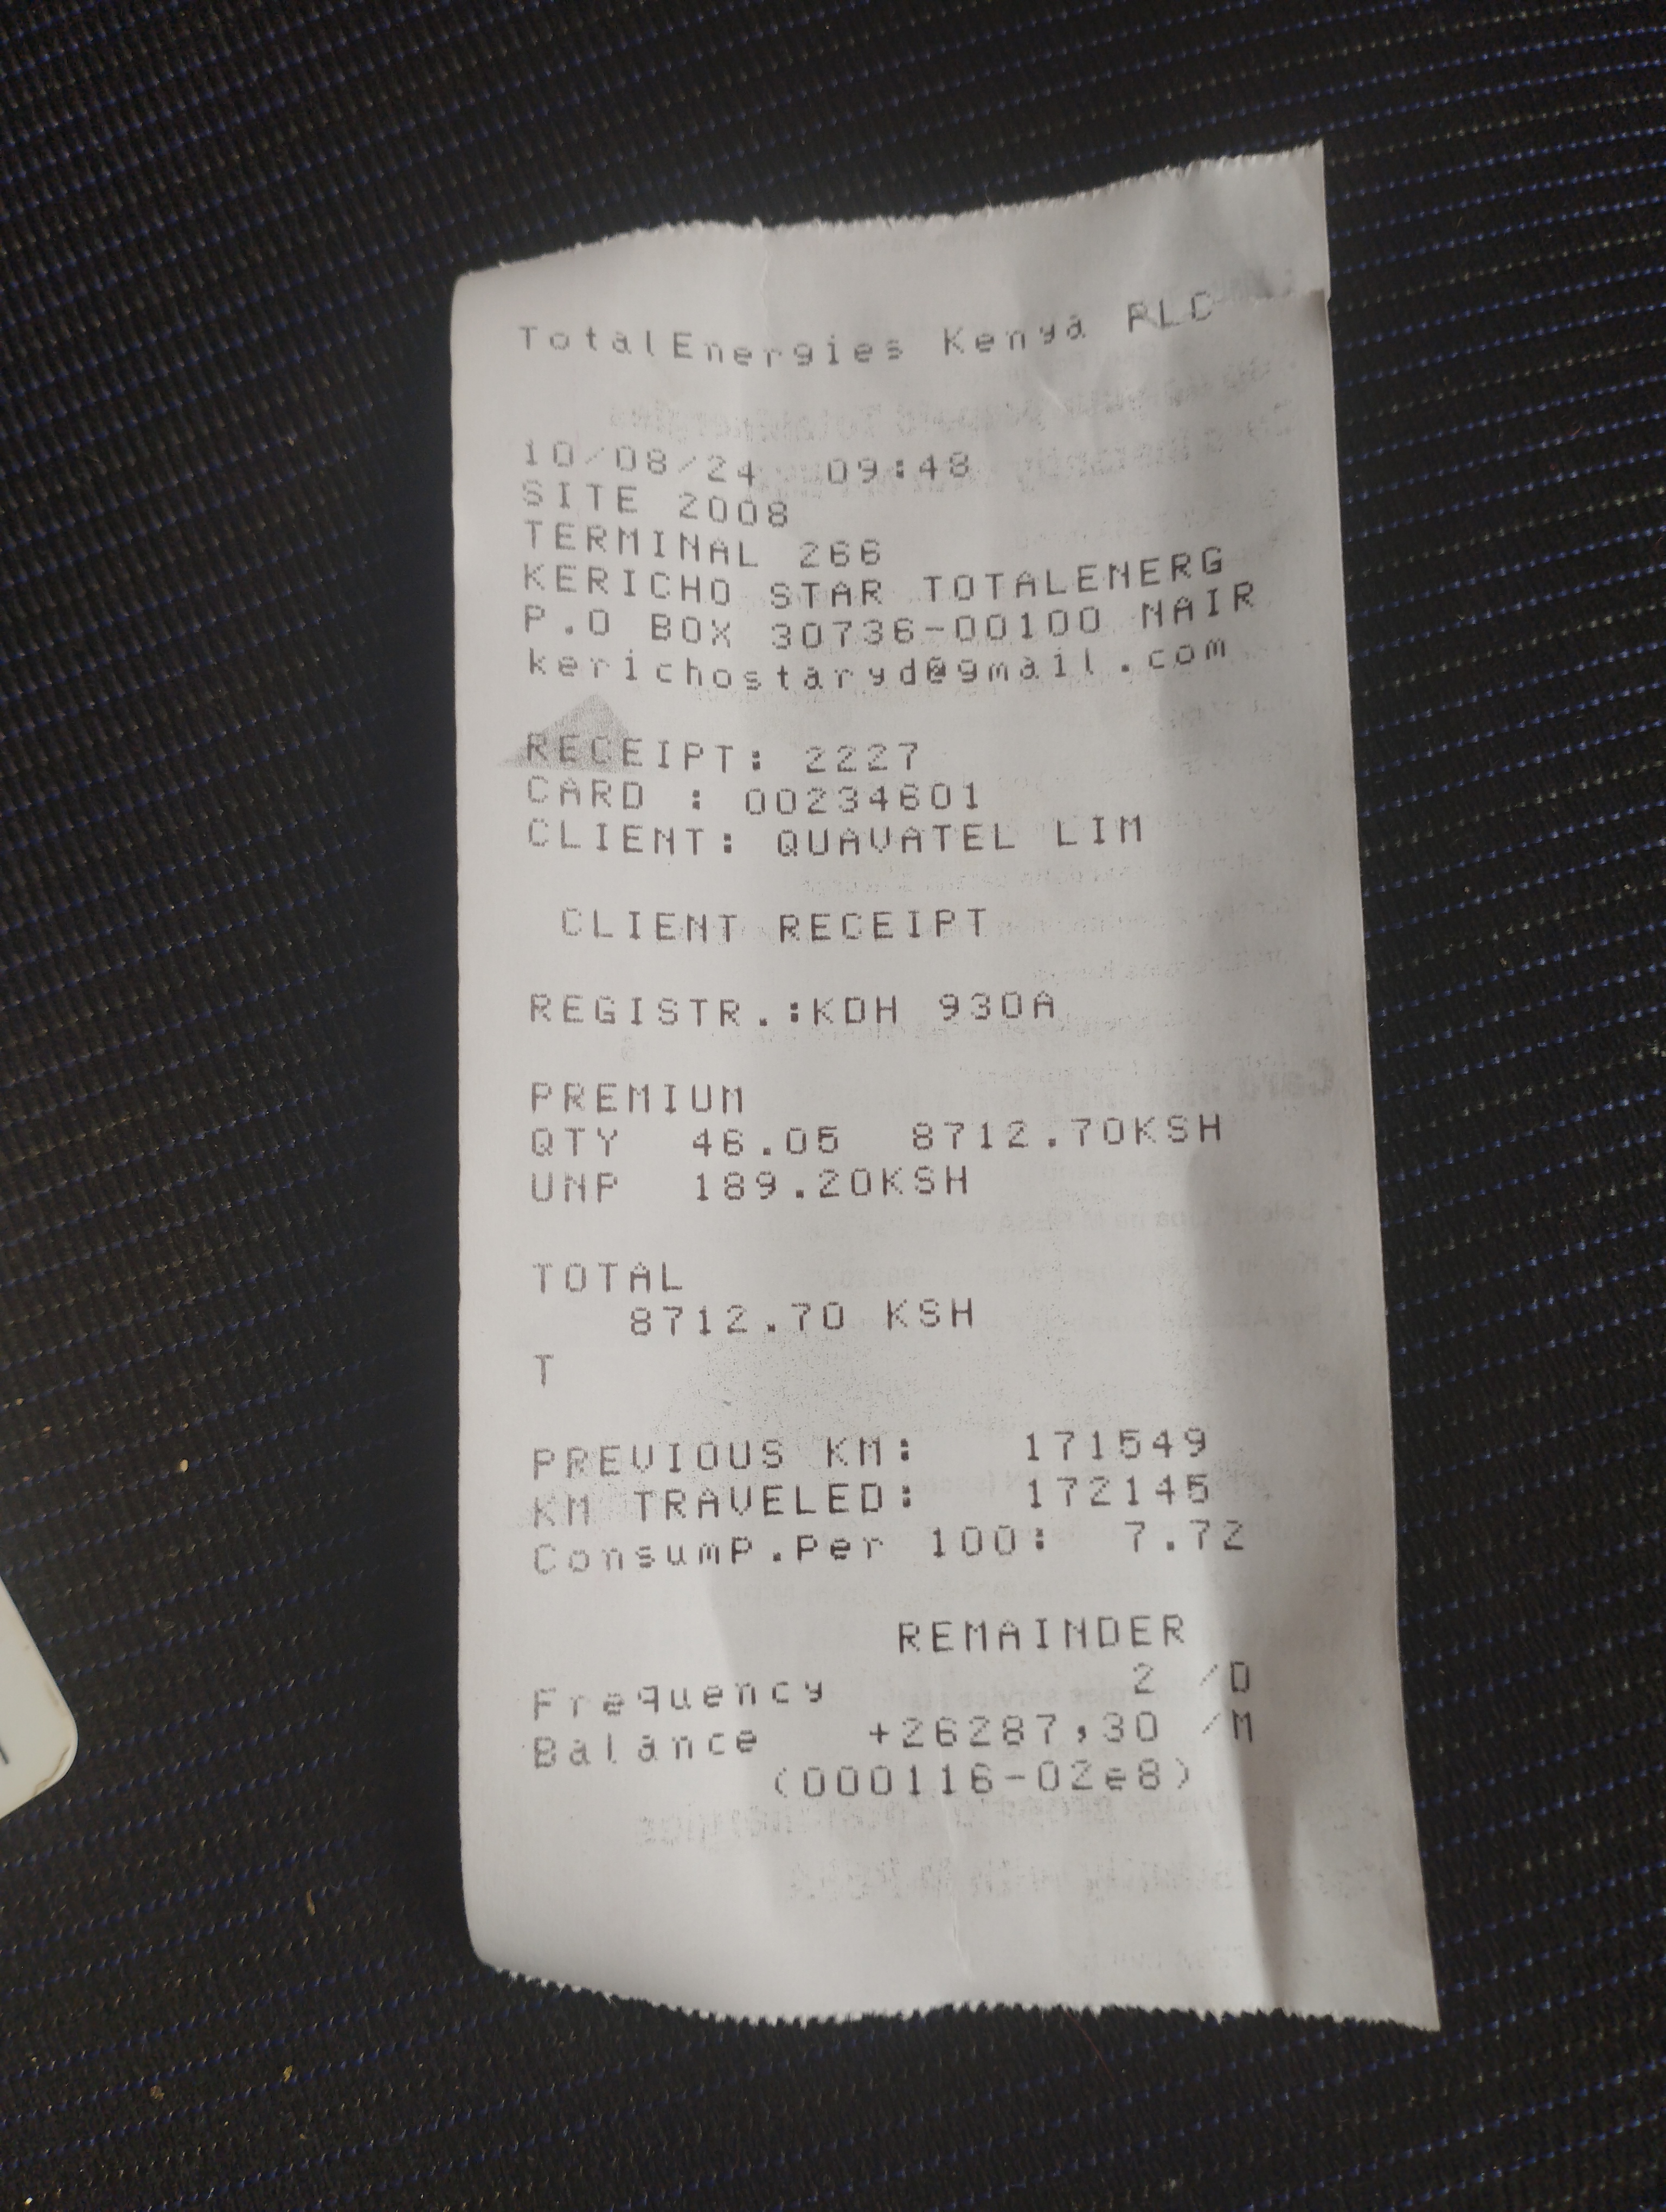 TotalEnergies Kenya PLC
10/08/24 09:48
SITE 2008
TERMINAL 266
KERICHO STAR TOTALENERG
P.O BOX 30736-00100 NAIR
kerichostaryd@gmail.com
RECEIPT: 2227
CARD : 00234601
CLIENT: QUAVATEL LIM
CLIENT RECEIPT
REGISTR.:KDH 930A
PREMIUM
QTY 46.05 8712.70KSH
UNP 189.20KSH
TOTAL
8712.70 KSH
T
PREVIOUS KM: 171549
KM TRAVELED: 172145
Consump.Per 100: 7.72
REMAINDER
Frequency 2 /D
Balance +26287,30 /M
(000116-02e8)